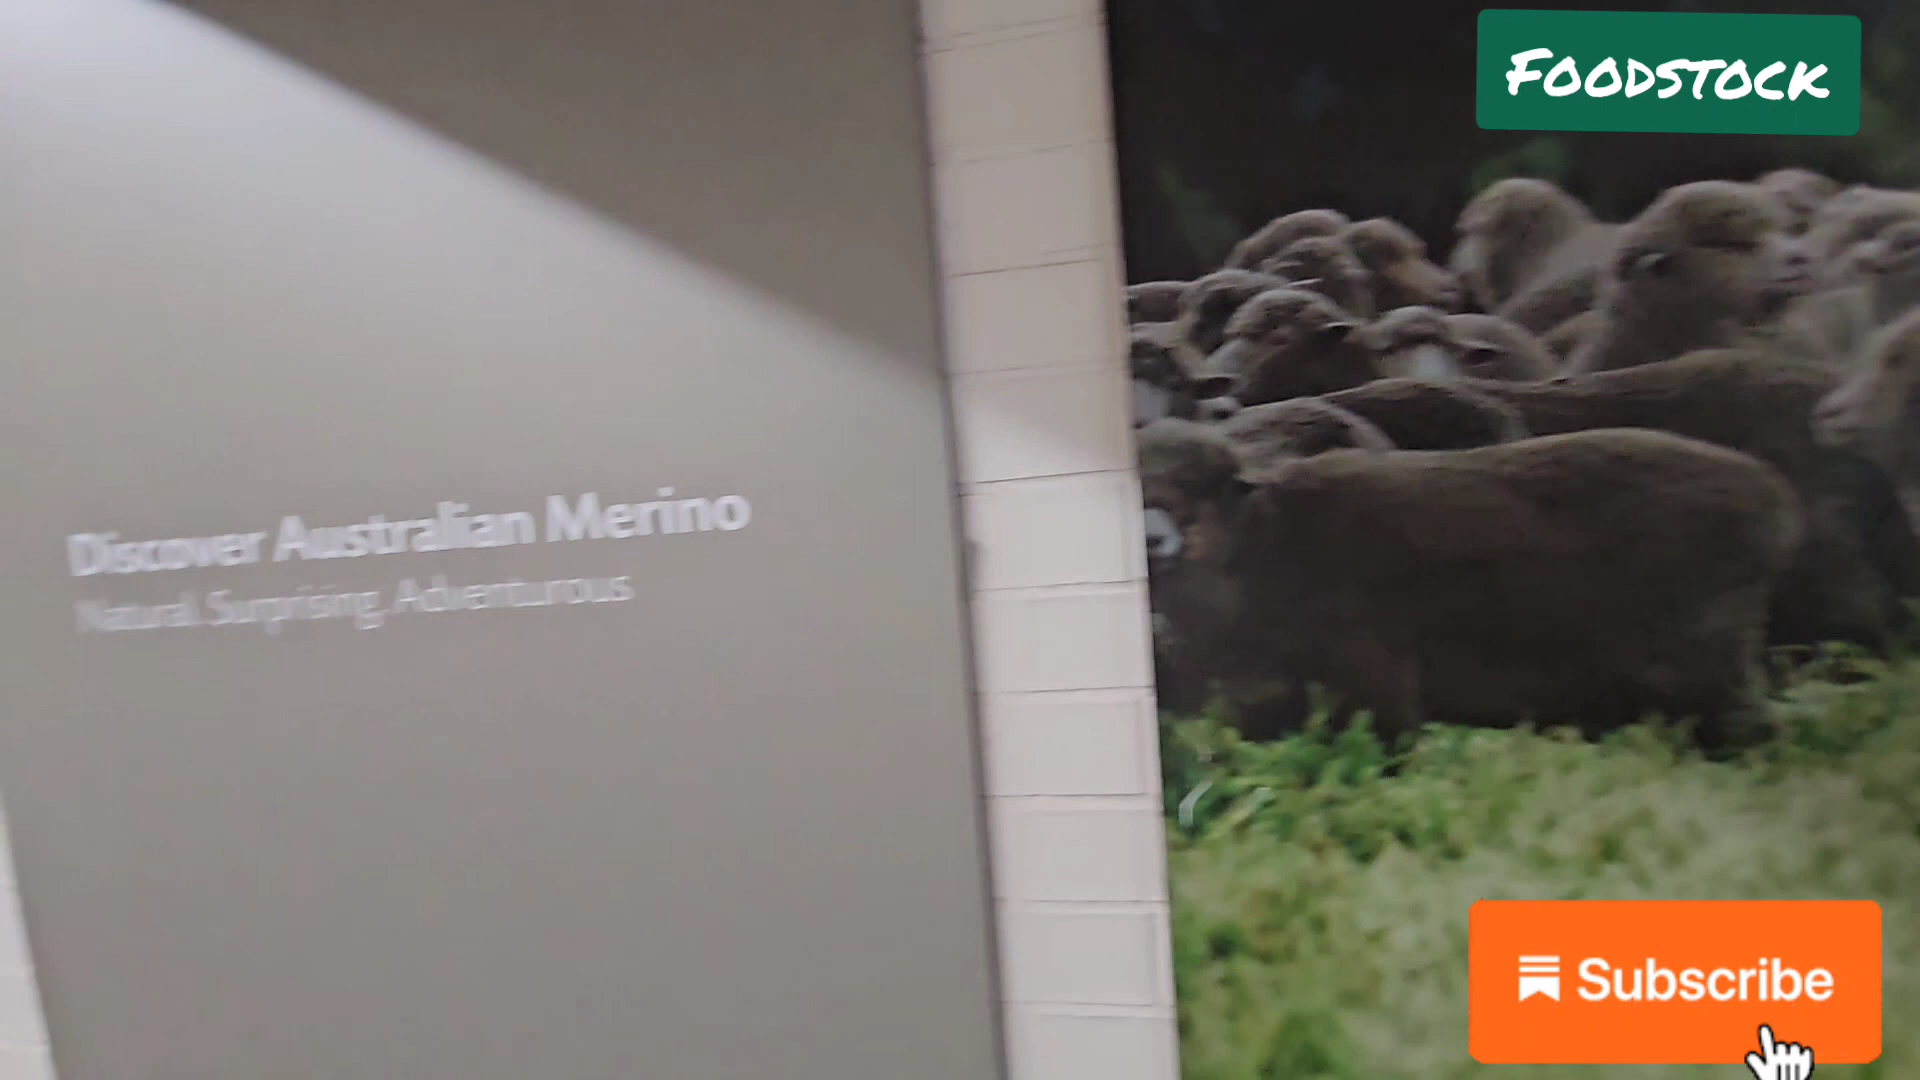 Foodstock
Discover Australian Merino
Natural. Surprising. Adventurous
Subscribe